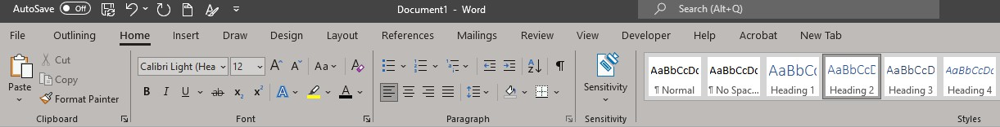 AutoSave Off Document1 - Word Search (Alt+Q)
File Outlining Home Insert Draw Design Layout References Mailings Review View Developer Help Acrobat New Tab
Paste
Cut
Copy
Format Painter
Clipboard
Calibri Light (Hea 12 A A Aa A
B I U ab x2 x2 A A
Font
A Z ¶
Paragraph
Sensitivity
Sensitivity
AaBbCcDc AaBbCcDc AaBbCc AaBbCcD AaBbCcD AaBbCcDc
¶ Normal ¶ No Spac... Heading 1 Heading 2 Heading 3 Heading 4
Styles